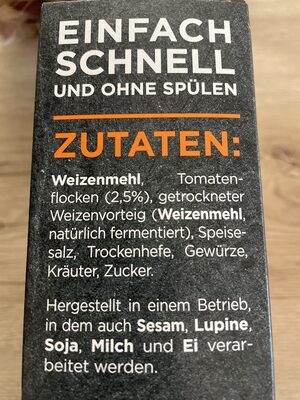 EINFACH
SCHNELL
UND OHNE SPÜLEN
ZUTATEN:
Weizenmehl, Tomaten-
flocken (2,5%), getrockneter
Weizenvorteig (Weizenmehl,
natürlich fermentiert), Speise-
salz, Trockenhefe, Gewürze,
Kräuter, Zucker.
Hergestellt in einem Betrieb,
in dem auch Sesam, Lupine,
Soja, Milch und Ei verar-
beitet werden.